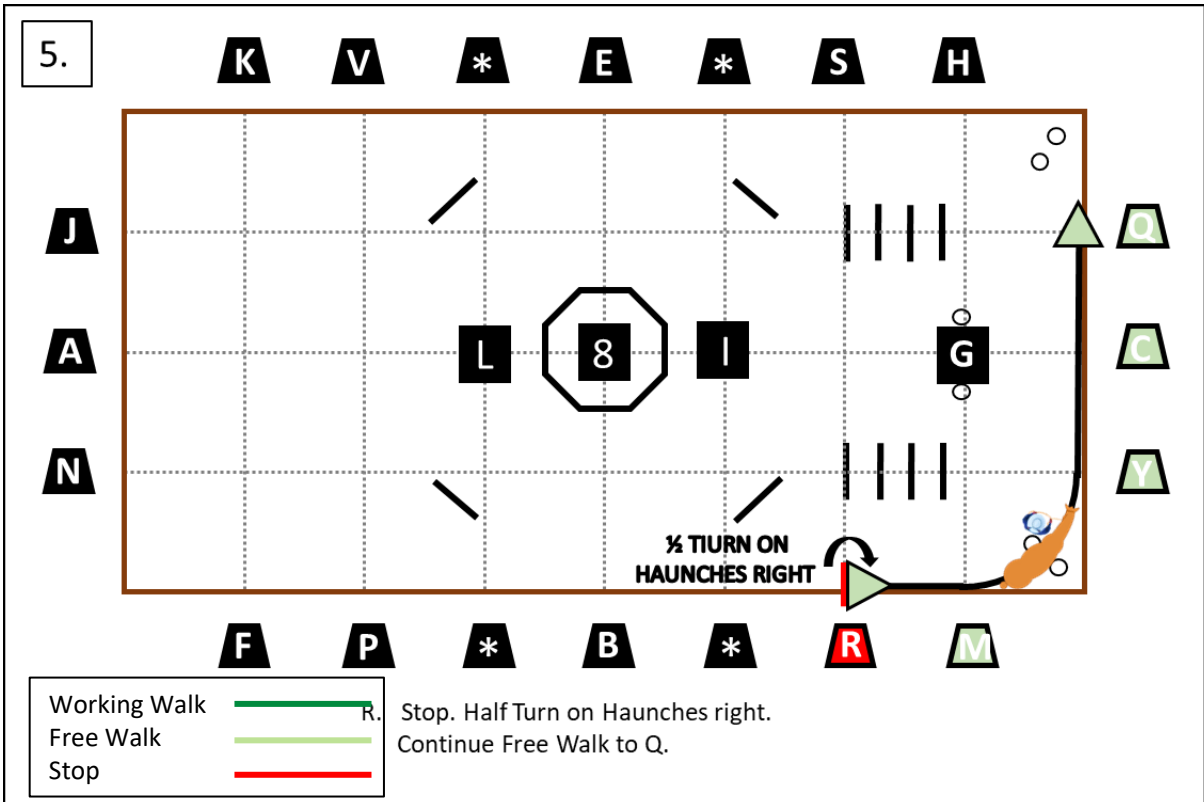 5.
K V * E * S H
J Q
A L 8 I G C
N Y
½ TIURN ON
HAUNCHES RIGHT
F P * B * R M
Working Walk
Free Walk
Stop
R. Stop. Half Turn on Haunches right.
Continue Free Walk to Q.